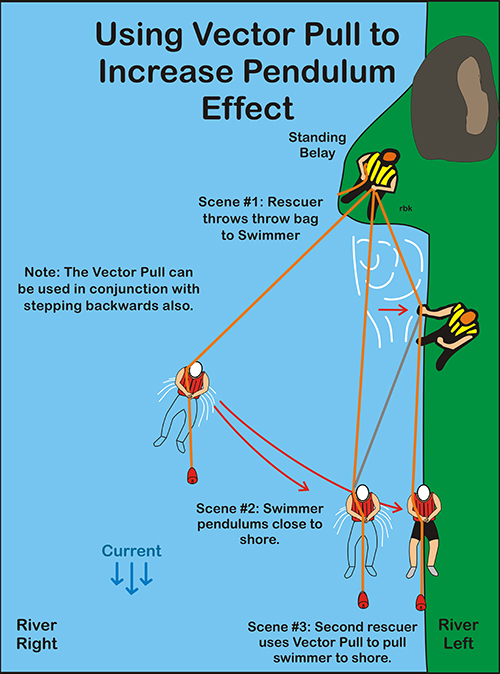 Using Vector Pull to
Increase Pendulum
Effect
Standing
Belay
Scene #1: Rescuer
throws throw bag
to Swimmer
rbk
Note: The Vector Pull can
be used in conjunction with
stepping backwards also.
Scene #2: Swimmer
pendulums close to
shore.
Current
River
Right
Scene #3: Second rescuer
uses Vector Pull to pull
swimmer to shore.
River
Left